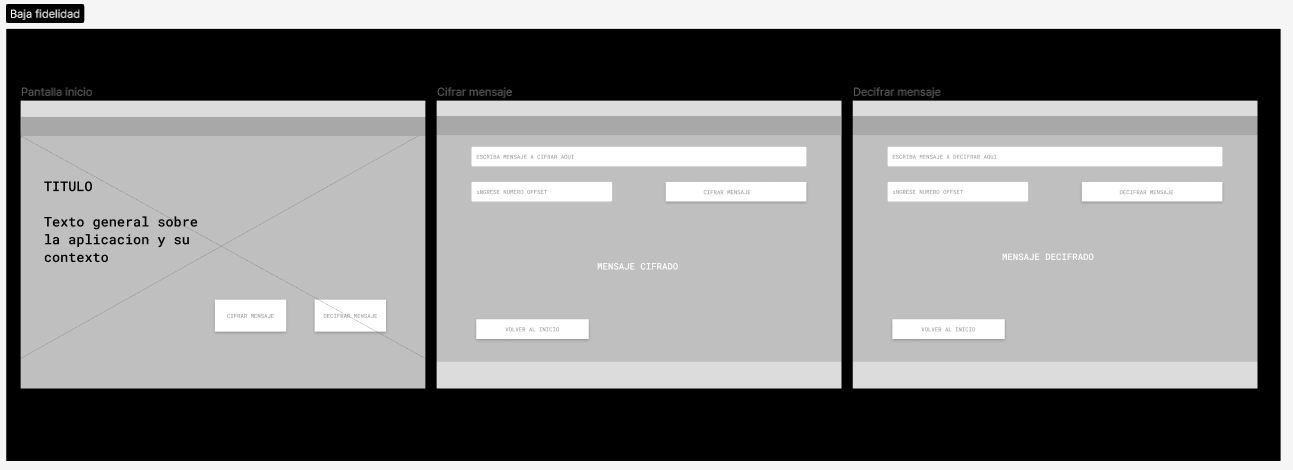 Baja fidelidad
Pantalla inicio
TITULO
Texto general sobre
la aplicacion y su
contexto
CIFRAR MENSAJE
DECIFRAR MENSAJE
Cifrar mensaje
ESCRIBA MENSAJE A CIFRAR AQUI
iNGRESE NUMERO OFFSET
CIFRAR MENSAJE
MENSAJE CIFRADO
VOLVER AL INICIO
Decifrar mensaje
ESCRIBA MENSAJE A DECIFRAR AQUI
iNGRESE NUMERO OFFSET
DECIFRAR MENSAJE
MENSAJE DECIFRADO
VOLVER AL INICIO